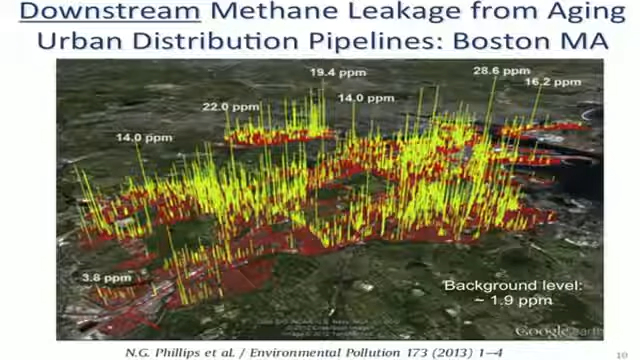 Downstream Methane Leakage from Aging
Urban Distribution Pipelines: Boston MA
19.4 ppm
28.6 ppm
16.2 ppm
22.0 ppm
14.0 ppm
14.0 ppm
3.8 ppm
Background level:
~ 1.9 ppm
Google earth
N.G. Phillips et al. / Environmental Pollution 173 (2013) 1–4
10